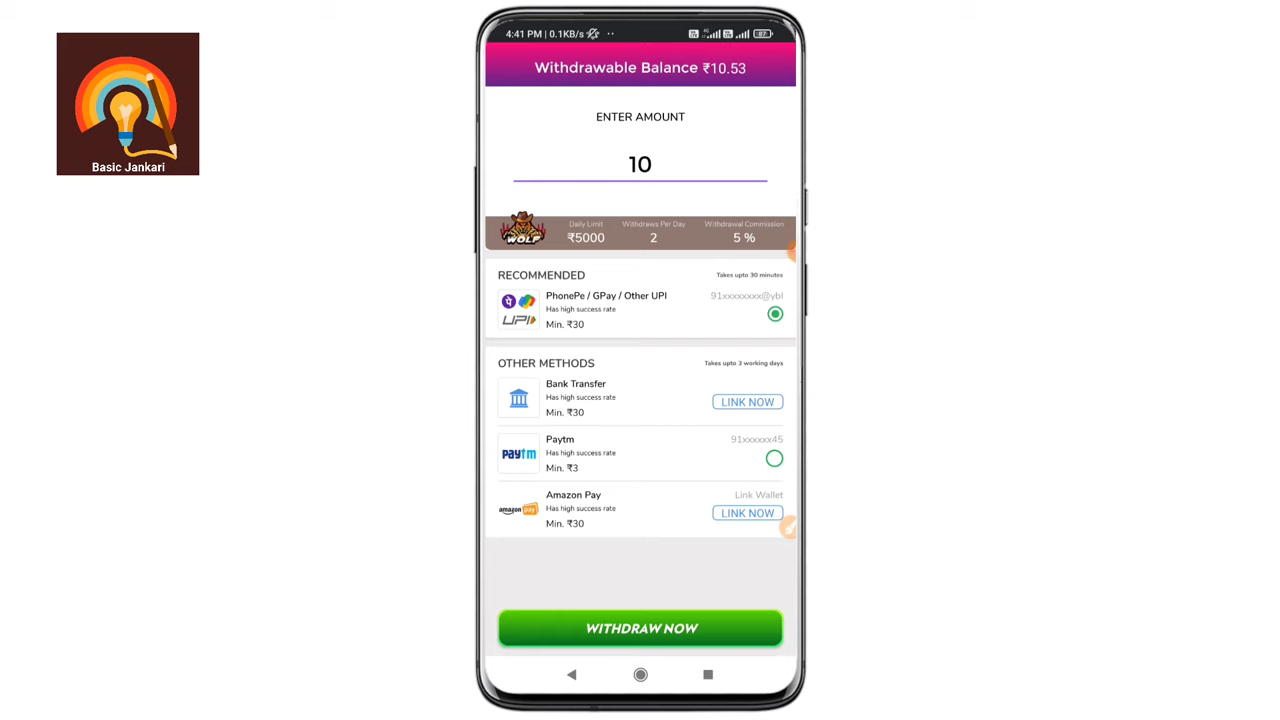 Basic Jankari
4:41 PM | 0.1KB/s
87
Withdrawable Balance ₹10.53
ENTER AMOUNT
10
WOLF
Daily Limit Withdraws Per Day Withdrawal Commission
₹5000 2 5 %
RECOMMENDED Takes upto 30 minutes
PhonePe / GPay / Other UPI 91xxxxxxxx@ybl
Has high success rate
UPI Min. ₹30
OTHER METHODS Takes upto 3 working days
Bank Transfer
Has high success rate LINK NOW
Min. ₹30
Paytm 91xxxxxx45
paytm Has high success rate
Min. ₹3
Amazon Pay Link Wallet
amazon pay Has high success rate LINK NOW
Min. ₹30
WITHDRAW NOW